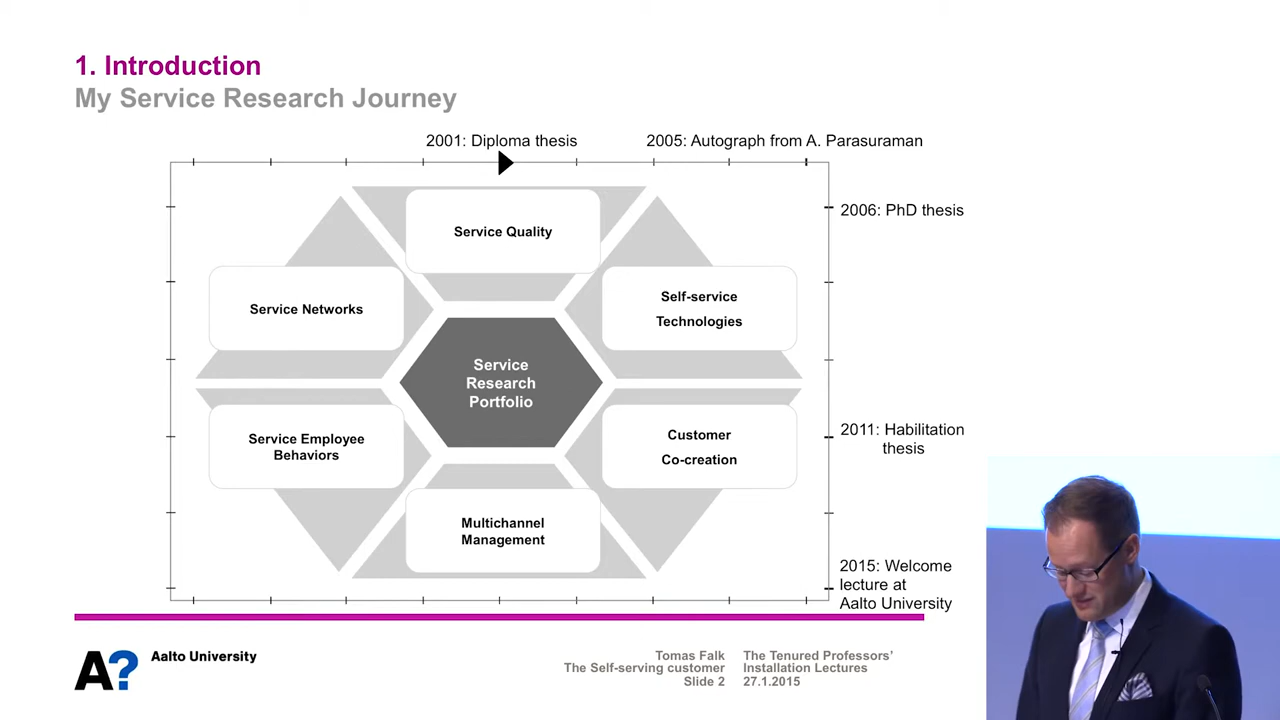 1. Introduction
My Service Research Journey
2001: Diploma thesis
2005: Autograph from A. Parasuraman
2006: PhD thesis
Service Quality
Self-service
Technologies
Service Networks
Service
Research
Portfolio
Service Employee
Behaviors
Customer
Co-creation
2011: Habilitation
thesis
Multichannel
Management
2015: Welcome
lecture at
Aalto University
A?
Aalto University
Tomas Falk
The Self-serving customer
Slide 2
The Tenured Professors’
Installation Lectures
27.1.2015